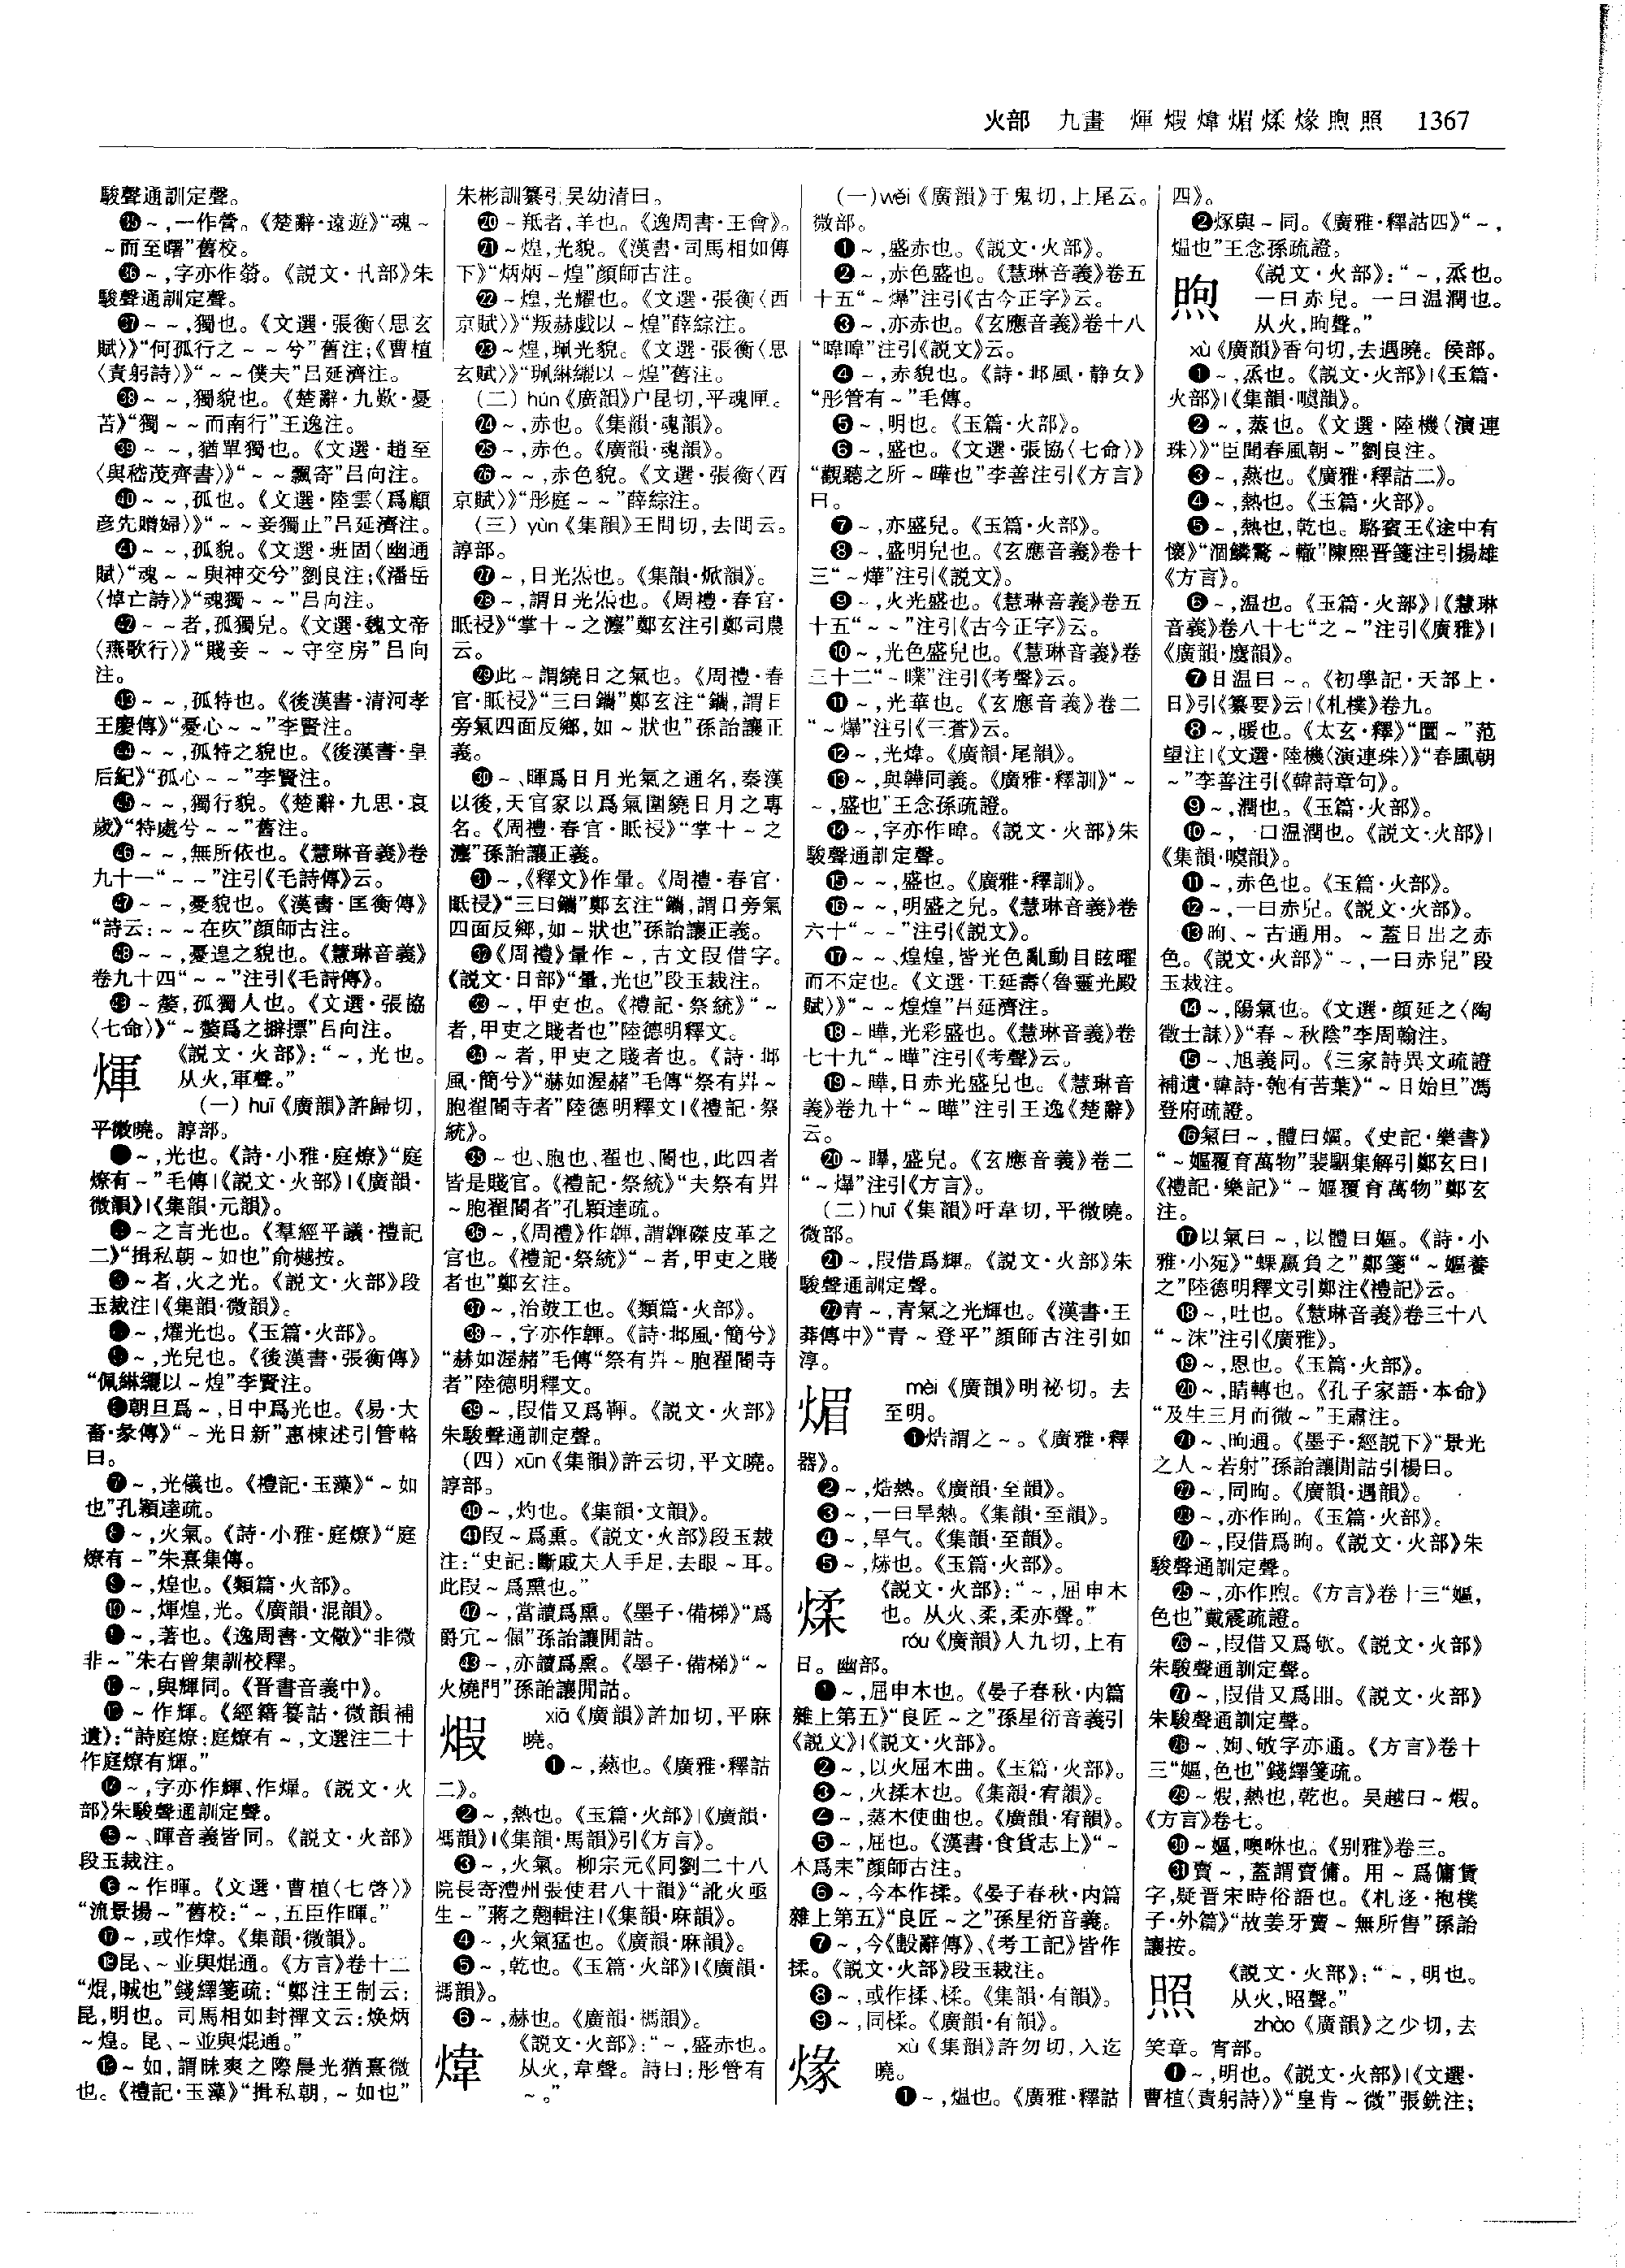 火部　九畫　煇煆煒煝煣㷟煦照　1367
駿聲通訓定聲。
㉟～,一作營。《楚辭·遠遊》“魂～
～而至曙”舊校。
㊱～,字亦作㷀。《説文·卂部》朱
駿聲通訓定聲。
㊲～～,獨也。《文選·張衡〈思玄
賦〉》“何孤行之～～兮”舊注;《曹植
〈責躬詩〉》“～～僕夫”吕延濟注。
㊳～～,獨貌也。《楚辭·九歎·憂
苦》“獨～～而南行”王逸注。
㊴～～,猶單獨也。《文選·趙至
〈與嵇茂齊書〉》“～～飄寄”吕向注。
㊵～～,孤也。《文選·陸雲〈爲顧
彦先贈婦〉》“～～妾獨止”吕延濟注。
㊶～～,孤貌。《文選·班固〈幽通
賦〉“魂～～與神交兮”劉良注;《潘岳
〈悼亡詩〉》“魂獨～～”吕向注。
㊷～～者,孤獨皃。《文選·魏文帝
〈燕歌行〉》“賤妾～～守空房”吕向
注。
㊸～～,孤特也。《後漢書·清河孝
王慶傳》“憂心～～”李賢注。
㊹～～,孤特之貌也。《後漢書·皇
后紀》“孤心～～”李賢注。
㊺～～,獨行貌。《楚辭·九思·哀
歲》“特處兮～～”舊注。
㊻～～,無所依也。《慧琳音義》卷
九十一“～～”注引《毛詩傳》云。
㊼～～,憂貌也。《漢書·匡衡傳》
“詩云:～～在疚”顔師古注。
㊽～～,憂遑之貌也。《慧琳音義》
卷九十四“～～”注引《毛詩傳》。
㊾～嫠,孤獨人也。《文選·張協
〈七命〉》“～嫠爲之擗摽”吕向注。
煇
《説文·火部》:“～,光也。
从火,軍聲。”
(一) huī《廣韻》許歸切,
平微曉。諄部。
～,光也。《詩·小雅·庭燎》“庭
燎有～”毛傳|《説文·火部》|《廣韻·
微韻》|《集韻·元韻》。
～之言光也。《羣經平議·禮記
二》“揖私朝～如也”俞樾按。
～者,火之光。《説文·火部》段
玉裁注|《集韻·微韻》。
～,燿光也。《玉篇·火部》。
～,光皃也。《後漢書·張衡傳》
“佩綝纚以～煌”李賢注。
朝旦爲～,日中爲光也。《易·大
畜·彖傳》“～光日新”惠棟述引管輅
曰。
❼～,光儀也。《禮記·玉藻》“～如
也”孔穎達疏。
❽～,火氣。《詩·小雅·庭燎》“庭
燎有～”朱熹集傳。
❾～,煌也。《類篇·火部》。
❿～,煇煌,光。《廣韻·混韻》。
⓫～,著也。《逸周書·文儆》“非微
非～”朱右曾集訓校釋。
⓬～,與輝同。《晉書音義中》。
⓭～作輝。《經籍籑詁·微韻補
遺》:“詩庭燎:庭燎有～,文選注二十
作庭燎有輝。”
⓮～,字亦作輝、作㷸。《説文·火
部》朱駿聲通訓定聲。
⓯～、暉音義皆同。《説文·火部》
段玉裁注。
⓰～作暉。《文選·曹植〈七啓〉》
“流景揚～”舊校:“～,五臣作暉。”
⓱～,或作煒。《集韻·微韻》。
⓲昆、～並與焜通。《方言》卷十二
“焜,㬳也”錢繹箋疏:“鄭注王制云:
昆,明也。司馬相如封禪文云:焕炳
～煌。昆、～並與焜通。”
⓳～如,謂昧爽之際晨光猶熹微
也。《禮記·玉藻》“揖私朝,～如也”
朱彬訓纂引吴幼清曰。
⓴～羝者,羊也。《逸周書·王會》。
㉑～煌,光貌。《漢書·司馬相如傳
下》“炳炳～煌”顔師古注。
㉒～煌,光耀也。《文選·張衡〈西
京賦〉》“叛赫戲以～煌”薛綜注。
㉓～煌,珮光貌。《文選·張衡〈思
玄賦〉》“珮綝纚以～煌”舊注。
(二) hún《廣韻》户昆切,平魂匣。
㉔～,赤也。《集韻·魂韻》。
㉕～,赤色。《廣韻·魂韻》。
㉖～～,赤色貌。《文選·張衡〈西
京賦〉》“彤庭～～”薛綜注。
(三) yùn《集韻》王問切,去問云。
諄部。
㉗～,日光炁也。《集韻·焮韻》。
㉘～,謂日光炁也。《周禮·春官·
眡祲》“掌十～之灋”鄭玄注引鄭司農
云。
㉙此～謂繞日之氣也。《周禮·春
官·眡祲》“三曰鑴”鄭玄注“鑴,謂日
旁氣四面反鄉,如～狀也”孫詒讓正
義。
㉚～、暉爲日月光氣之通名,秦漢
以後,天官家以爲氣圍繞日月之專
名。《周禮·春官·眡祲》“掌十～之
灋”孫詒讓正義。
㉛～,《釋文》作暈。《周禮·春官·
眡祲》“三曰鑴”鄭玄注“鑴,謂日旁氣
四面反鄉,如～狀也”孫詒讓正義。
㉜《周禮》暈作～,古文叚借字。
《説文·日部》“暈,光也”段玉裁注。
㉝～,甲吏也。《禮記·祭統》“～
者,甲吏之賤者也”陸德明釋文。
㉞～者,甲吏之賤者也。《詩·邶
風·簡兮》“赫如渥赭”毛傳“祭有畀～
胞翟閽寺者”陸德明釋文|《禮記·祭
統》。
㉟～也、胞也、翟也、閽也,此四者
皆是賤官。《禮記·祭統》“夫祭有畀
～胞翟閽者”孔穎達疏。
㊱～,《周禮》作韗,謂韗磔皮革之
官也。《禮記·祭統》“～者,甲吏之賤
者也”鄭玄注。
㊲～,治鼓工也。《類篇·火部》。
㊳～,字亦作韗。《詩·邶風·簡兮》
“赫如渥赭”毛傳“祭有畀～胞翟閽寺
者”陸德明釋文。
㊴～,叚借又爲韗。《説文·火部》
朱駿聲通訓定聲。
(四) xūn《集韻》許云切,平文曉。
諄部。
㊵～,灼也。《集韻·文韻》。
㊶叚～爲熏。《説文·火部》段玉裁
注:“史記:斷戚夫人手足,去眼～耳。
此叚～爲熏也。”
㊷～,當讀爲熏。《墨子·備梯》“爲
爵穴～佪”孫詒讓閒詁。
㊸～,亦讀爲熏。《墨子·備梯》“～
火燒門”孫詒讓閒詁。
煆
xiā《廣韻》許加切,平麻
曉。
❶～,爇也。《廣雅·釋詁
二》。
❷～,熱也。《玉篇·火部》|《廣韻·
禡韻》|《集韻·馬韻》引《方言》。
❸～,火氣。柳宗元《同劉二十八
院長寄澧州張使君八十韻》“訛火亟
生～”蔣之翹輯注|《集韻·麻韻》。
❹～,火氣猛也。《廣韻·麻韻》。
❺～,乾也。《玉篇·火部》|《廣韻·
禡韻》。
❻～,赫也。《廣韻·禡韻》。
煒
《説文·火部》:“～,盛赤也。
从火,韋聲。詩曰:彤管有
～。”
(一)wěi《廣韻》于鬼切,上尾云。
微部。
❶～,盛赤也。《説文·火部》。
❷～,赤色盛也。《慧琳音義》卷五
十五“～爗”注引《古今正字》云。
❸～,亦赤也。《玄應音義》卷十八
“暐暐”注引《説文》云。
❹～,赤貌也。《詩·邶風·静女》
“彤管有～”毛傳。
❺～,明也。《玉篇·火部》。
❻～,盛也。《文選·張協〈七命〉》
“觀聽之所～曄也”李善注引《方言》
曰。
❼～,亦盛皃。《玉篇·火部》。
❽～,盛明皃也。《玄應音義》卷十
三“～燁”注引《説文》。
❾～,火光盛也。《慧琳音義》卷五
十五“～～”注引《古今正字》云。
❿～,光色盛皃也。《慧琳音義》卷
三十二“～㬪”注引《考聲》云。
⓫～,光華也。《玄應音義》卷二
“～爗”注引《三蒼》云。
⓬～,光煒。《廣韻·尾韻》。
⓭～,與韡同義。《廣雅·釋訓》“～
～,盛也”王念孫疏證。
⓮～,字亦作暐。《説文·火部》朱
駿聲通訓定聲。
⓯～～,盛也。《廣雅·釋訓》。
⓰～～,明盛之皃。《慧琳音義》卷
六十“～～”注引《説文》。
⓱～～、煌煌,皆光色亂動目眩曜
而不定也。《文選·王延壽〈魯靈光殿
賦〉》“～～煌煌”吕延濟注。
⓲～曄,光彩盛也。《慧琳音義》卷
七十九“～曄”注引《考聲》云。
⓳～曄,日赤光盛皃也。《慧琳音
義》卷九十“～曄”注引王逸《楚辭》
云。
⓴～曅,盛皃。《玄應音義》卷二
“～爗”注引《方言》。
(二)huī《集韻》吁韋切,平微曉。
微部。
㉑～,叚借爲輝。《説文·火部》朱
駿聲通訓定聲。
㉒青～,青氣之光輝也。《漢書·王
莽傳中》“青～登平”顔師古注引如
淳。
煝
mèi《廣韻》明祕切。去
至明。
❶焅謂之～。《廣雅·釋
器》。
❷～,焅熱。《廣韻·至韻》。
❸～,一曰旱熱。《集韻·至韻》。
❹～,旱气。《集韻·至韻》。
❺～,㶼也。《玉篇·火部》。
煣
《説文·火部》:“～,屈申木
也。从火、柔,柔亦聲。”
róu《廣韻》人九切,上有
日。幽部。
❶～,屈申木也。《晏子春秋·内篇
雜上第五》“良匠～之”孫星衍音義引
《説文》|《説文·火部》。
❷～,以火屈木曲。《玉篇·火部》。
❸～,火揉木也。《集韻·宥韻》。
❹～,蒸木使曲也。《廣韻·宥韻》。
❺～,屈也。《漢書·食貨志上》“～
木爲耒”顔師古注。
❻～,今本作揉。《晏子春秋·内篇
雜上第五》“良匠～之”孫星衍音義。
❼～,今《繫辭傳》、《考工記》皆作
揉。《説文·火部》段玉裁注。
❽～,或作揉、楺。《集韻·有韻》。
❾～,同楺。《廣韻·有韻》。
㷟
xù《集韻》許勿切,入迄
曉。
❶～,煴也。《廣雅·釋詁
四》。
❷㷟與～同。《廣雅·釋詁四》“～,
煴也”王念孫疏證。
煦
《説文·火部》:“～,蒸也。
一曰赤皃。一曰温潤也。
从火,昫聲。”
xù《廣韻》香句切,去遇曉。侯部。
❶～,蒸也。《説文·火部》|《玉篇·
火部》|《集韻·噳韻》。
❷～,蒸也。《文選·陸機〈演連
珠〉》“臣聞春風朝～”劉良注。
❸～,爇也。《廣雅·釋詁二》。
❹～,熱也。《玉篇·火部》。
❺～,熱也,乾也。駱賓王《途中有
懷》“涸鱗驚～轍”陳熙晉箋注引揚雄
《方言》。
❻～,温也。《玉篇·火部》|《慧琳
音義》卷八十七“之～”注引《廣雅》|
《廣韻·麌韻》。
❼日温曰～。《初學記·天部上·
日》引《纂要》云|《札樸》卷九。
❽～,暖也。《太玄·釋》“圜～”范
望注|《文選·陸機〈演連珠〉》“春風朝
～”李善注引《韓詩章句》。
❾～,潤也。《玉篇·火部》。
❿～,一曰温潤也。《説文·火部》|
《集韻·噳韻》。
⓫～,赤色也。《玉篇·火部》。
⓬～,一曰赤皃。《説文·火部》。
⓭昫、～古通用。～蓋日出之赤
色。《説文·火部》“～,一曰赤皃”段
玉裁注。
⓮～,陽氣也。《文選·顔延之〈陶
徵士誄〉》“春～秋陰”李周翰注。
⓯～、旭義同。《三家詩異文疏證
補遺·韓詩·匏有苦葉》“～日始旦”馮
登府疏證。
⓰氣曰～,體曰嫗。《史記·樂書》
“～嫗覆育萬物”裴駰集解引鄭玄曰|
《禮記·樂記》“～嫗覆育萬物”鄭玄
注。
⓱以氣曰～,以體曰嫗。《詩·小
雅·小宛》“蜾蠃負之”鄭箋“～嫗養
之”陸德明釋文引鄭注《禮記》云。
⓲～,吐也。《慧琳音義》卷三十八
“～沫”注引《廣雅》。
⓳～,恩也。《玉篇·火部》。
⓴～,睛轉也。《孔子家語·本命》
“及生三月而微～”王肅注。
㉑～、昫通。《墨子·經説下》“景光
之人～若射”孫詒讓閒詁引楊曰。
㉒～,同昫。《廣韻·遇韻》。
㉓～,亦作昫。《玉篇·火部》。
㉔～,叚借爲昫。《説文·火部》朱
駿聲通訓定聲。
㉕～,亦作煦。《方言》卷十三“嫗,
色也”戴震疏證。
㉖～,叚借又爲欨。《説文·火部》
朱駿聲通訓定聲。
㉗～,叚借又爲呴。《説文·火部》
朱駿聲通訓定聲。
㉘～、姁、敂字亦通。《方言》卷十
三“嫗,色也”錢繹箋疏。
㉙～煆,熱也,乾也。吴越曰～煆。
《方言》卷七。
㉚～嫗,噢咻也。《别雅》卷三。
㉛賣～,蓋謂賣傭。用～爲傭賃
字,疑晉宋時俗語也。《札迻·抱樸
子·外篇》“故姜牙賣～無所售”孫詒
讓按。
照
《説文·火部》:“～,明也。
从火,昭聲。”
zhào《廣韻》之少切,去
笑章。宵部。
❶～,明也。《説文·火部》|《文選·
曹植〈責躬詩〉》“皇肯～微”張銑注;